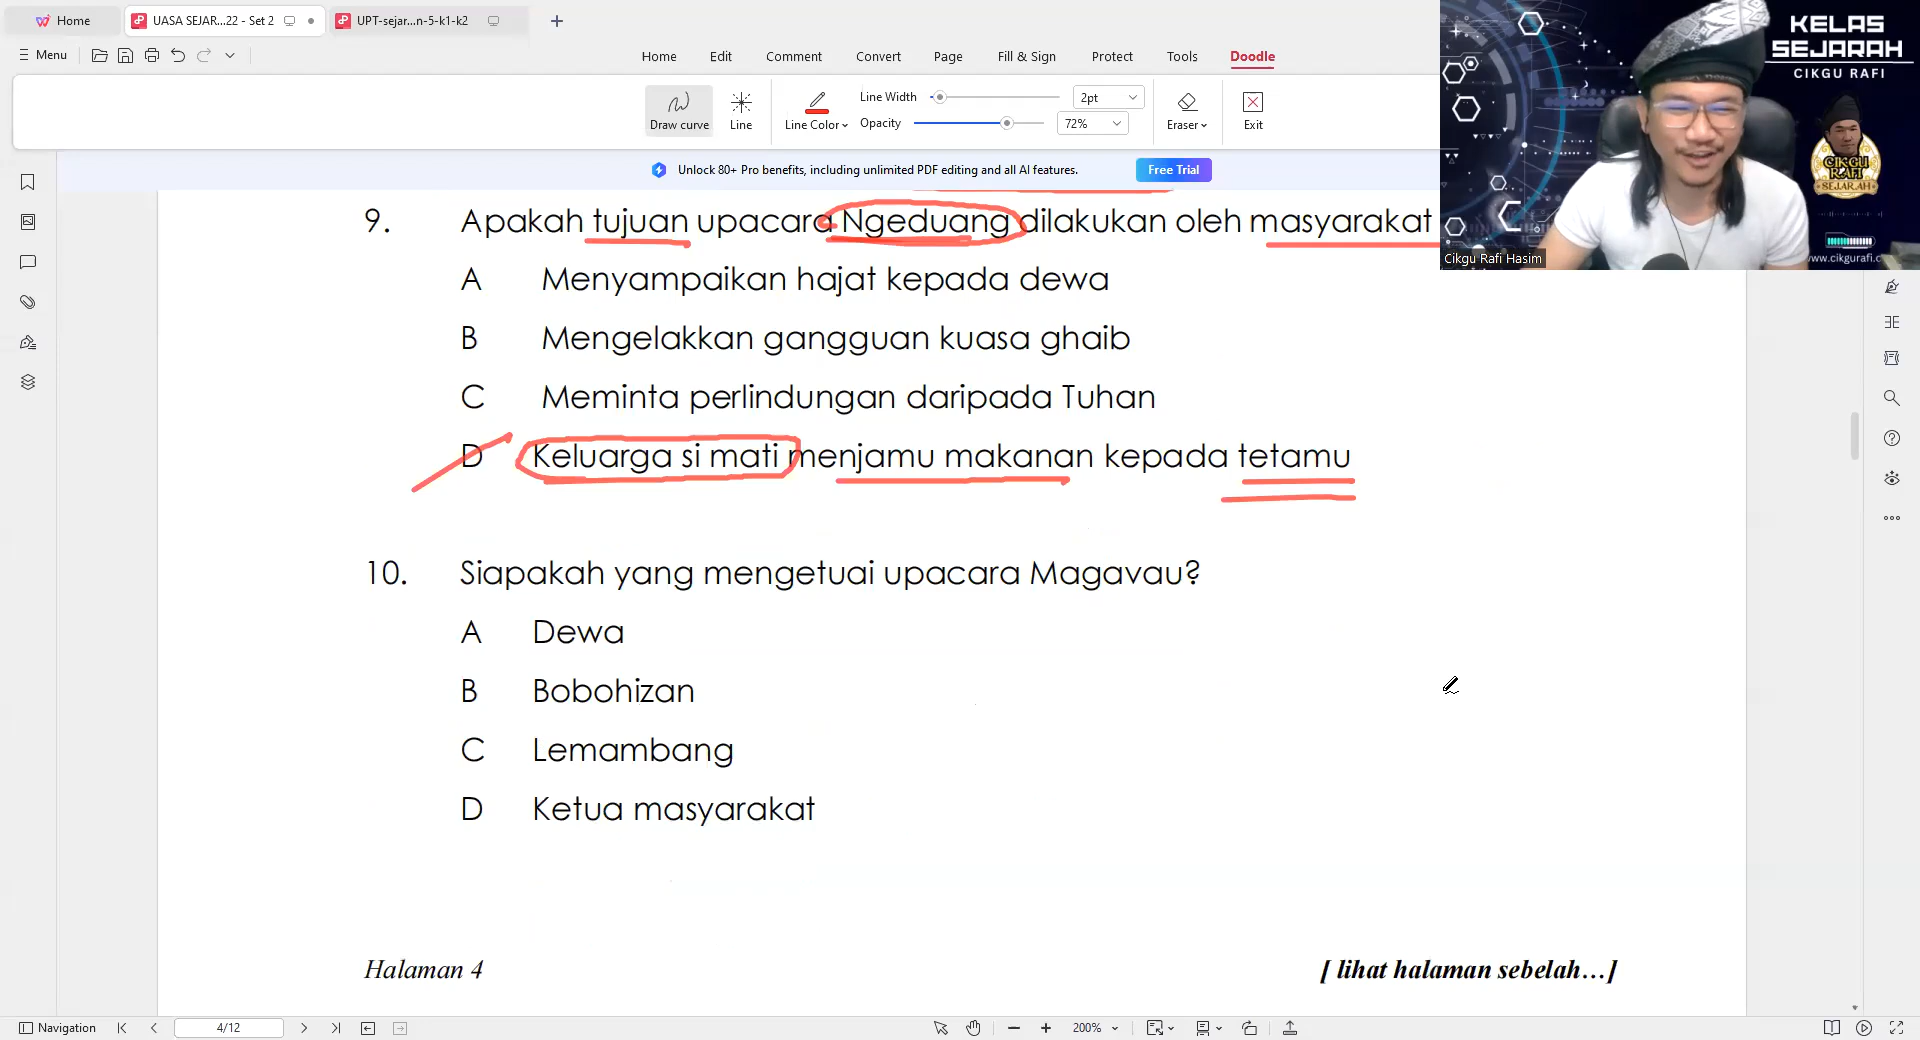 Home
UASA SEJAR...22 - Set 2
UPT-sejar...n-5-k1-k2
Menu
Home Edit Comment Convert Page Fill & Sign Protect Tools Doodle
Draw curve
Line
Line Color
Line Width
2pt
Opacity
72%
Eraser
Exit
Unlock 80+ Pro benefits, including unlimited PDF editing and all AI features.
Free Trial
KELAS
SEJARAH
CIKGU RAFI
CIKGU
RAFI
SEJARAH
www.cikgurafi.c
Cikgu Rafi Hasim
9. Apakah tujuan upacara Ngeduang dilakukan oleh masyarakat
A Menyampaikan hajat kepada dewa
B Mengelakkan gangguan kuasa ghaib
C Meminta perlindungan daripada Tuhan
D Keluarga si mati menjamu makanan kepada tetamu
10. Siapakah yang mengetuai upacara Magavau?
A Dewa
B Bobohizan
C Lemambang
D Ketua masyarakat
Halaman 4
[ lihat halaman sebelah...]
Navigation
4/12
200%